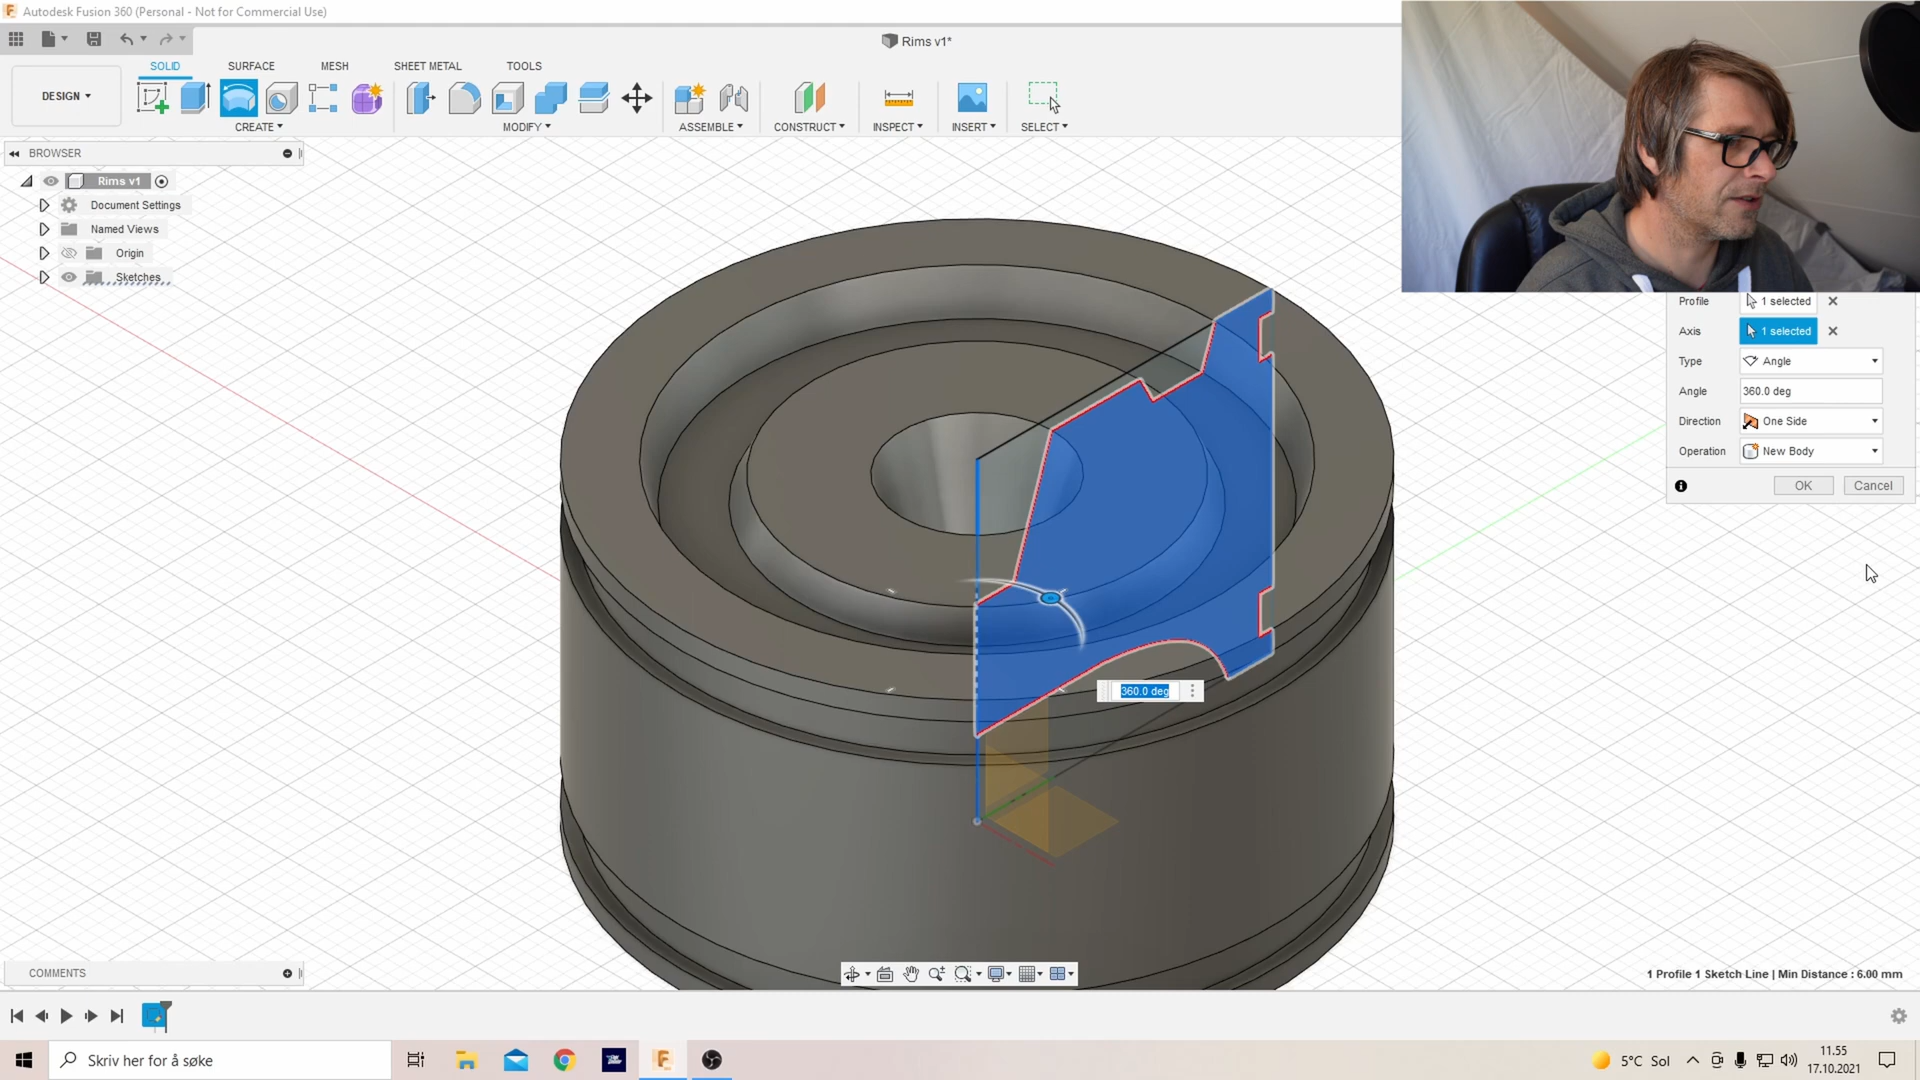 Autodesk Fusion 360 (Personal - Not for Commercial Use)
Rims v1*
SOLID SURFACE MESH SHEET METAL TOOLS
DESIGN
CREATE MODIFY ASSEMBLE CONSTRUCT INSPECT INSERT SELECT
BROWSER
Rims v1
Document Settings
Named Views
Origin
Sketches
Profile 1 selected
Axis 1 selected
Type Angle
Angle 360.0 deg
Direction One Side
Operation New Body
OK Cancel
360.0 deg
COMMENTS
1 Profile 1 Sketch Line | Min Distance : 6.00 mm
Skriv her for å søke
5°C Sol
11.55
17.10.2021